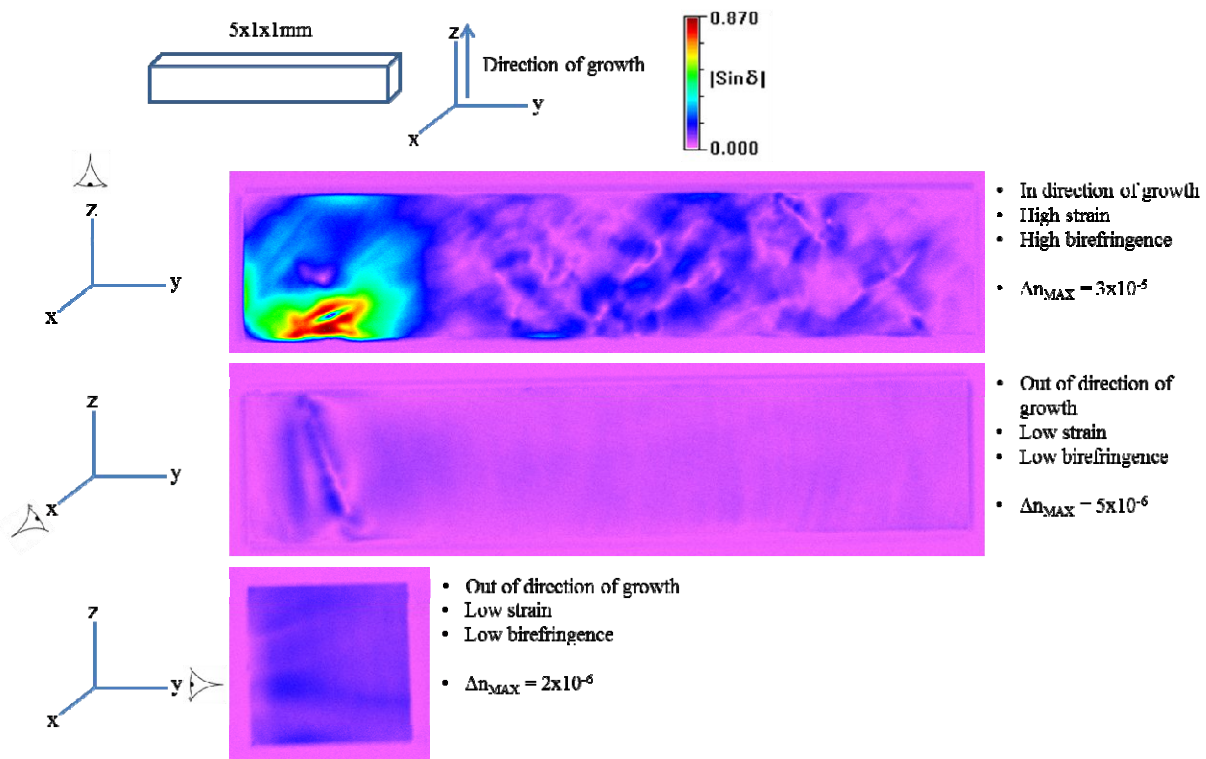 5x1x1mm
z
Direction of growth
y
x
0.870
|Sin δ|
0.000
z
y
x
• In direction of growth
• High strain
• High birefringence
• Δn_MAX = 3x10⁻⁵
z
y
x
• Out of direction of
growth
• Low strain
• Low birefringence
• Δn_MAX = 5x10⁻⁶
z
y
x
• Out of direction of growth
• Low strain
• Low birefringence
• Δn_MAX = 2x10⁻⁶